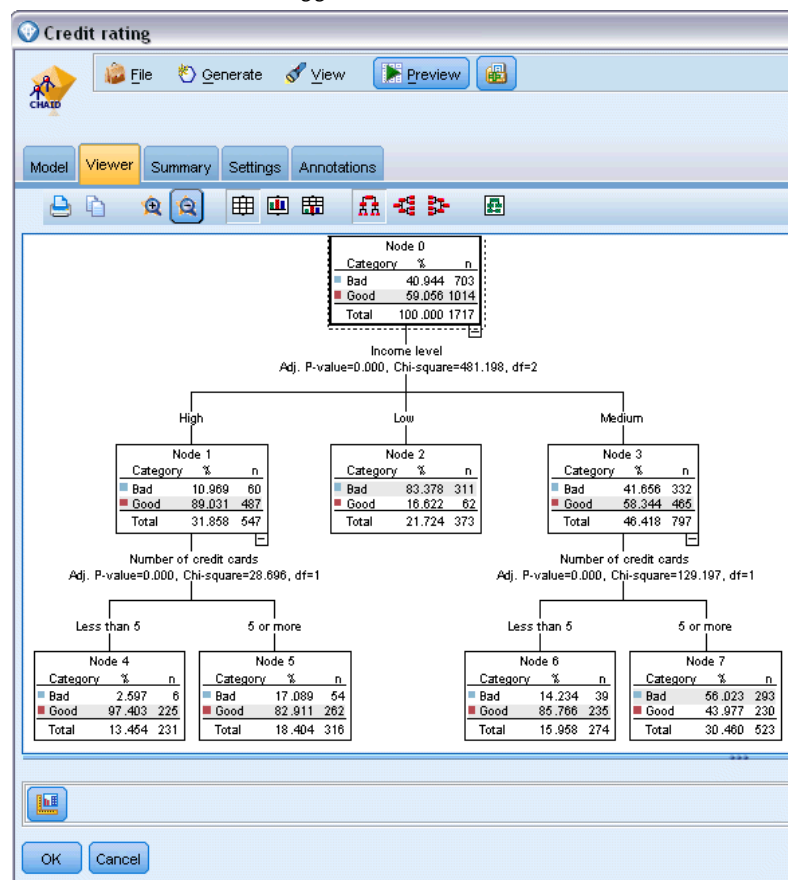 Credit rating
File Generate View Preview
CHAID
Model Viewer Summary Settings Annotations
Node 0
Category % n
Bad 40.944 703
Good 59.056 1014
Total 100.000 1717
Income level
Adj. P-value=0.000, Chi-square=481.198, df=2
High Low Medium
Node 1
Category % n
Bad 10.969 60
Good 89.031 487
Total 31.858 547
Node 2
Category % n
Bad 83.378 311
Good 16.622 62
Total 21.724 373
Node 3
Category % n
Bad 41.656 332
Good 58.344 465
Total 46.418 797
Number of credit cards
Adj. P-value=0.000, Chi-square=28.696, df=1
Number of credit cards
Adj. P-value=0.000, Chi-square=129.197, df=1
Less than 5 5 or more Less than 5 5 or more
Node 4
Category % n
Bad 2.597 6
Good 97.403 225
Total 13.454 231
Node 5
Category % n
Bad 17.089 54
Good 82.911 262
Total 18.404 316
Node 6
Category % n
Bad 14.234 39
Good 85.766 235
Total 15.958 274
Node 7
Category % n
Bad 56.023 293
Good 43.977 230
Total 30.460 523
OK Cancel